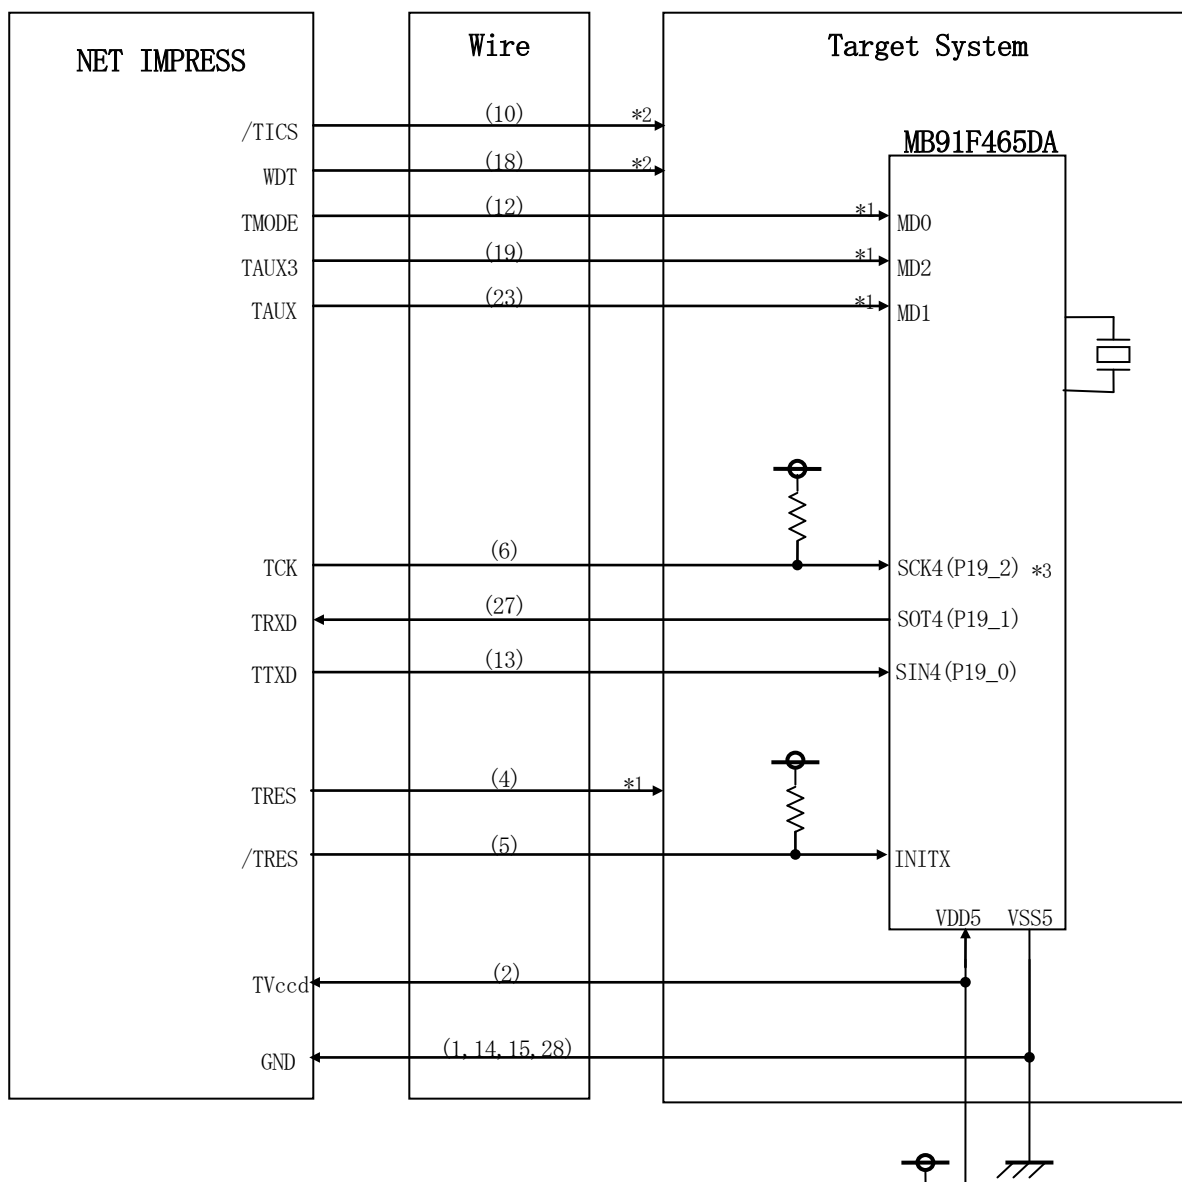 NET IMPRESS
Wire
Target System
/TICS
(10)
*2
MB91F465DA
WDT
(18)
*2
TMODE
(12)
*1
MD0
TAUX3
(19)
*1
MD2
TAUX
(23)
*1
MD1
TCK
(6)
SCK4(P19_2) *3
TRXD
(27)
SOT4(P19_1)
TTXD
(13)
SIN4(P19_0)
TRES
(4)
*1
/TRES
(5)
INITX
VDD5
VSS5
TVccd
(2)
GND
(1,14,15,28)